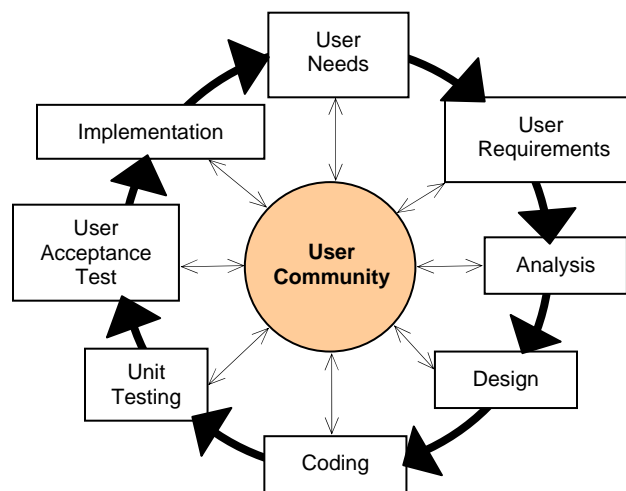 User
Needs
User
Requirements
Analysis
Design
Coding
Unit
Testing
User
Acceptance
Test
Implementation
User
Community